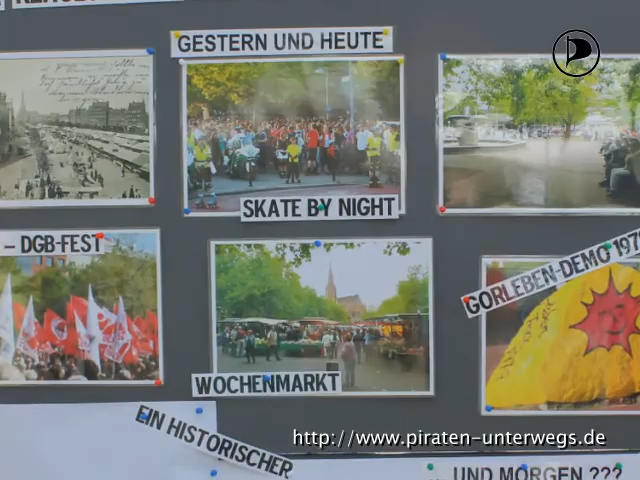 GESTERN UND HEUTE
SKATE BY NIGHT
– DGB-FEST
GORLEBEN-DEMO
WOCHENMARKT
EIN HISTORISCHER
http://www.piraten-unterwegs.de
UND MORGEN ???